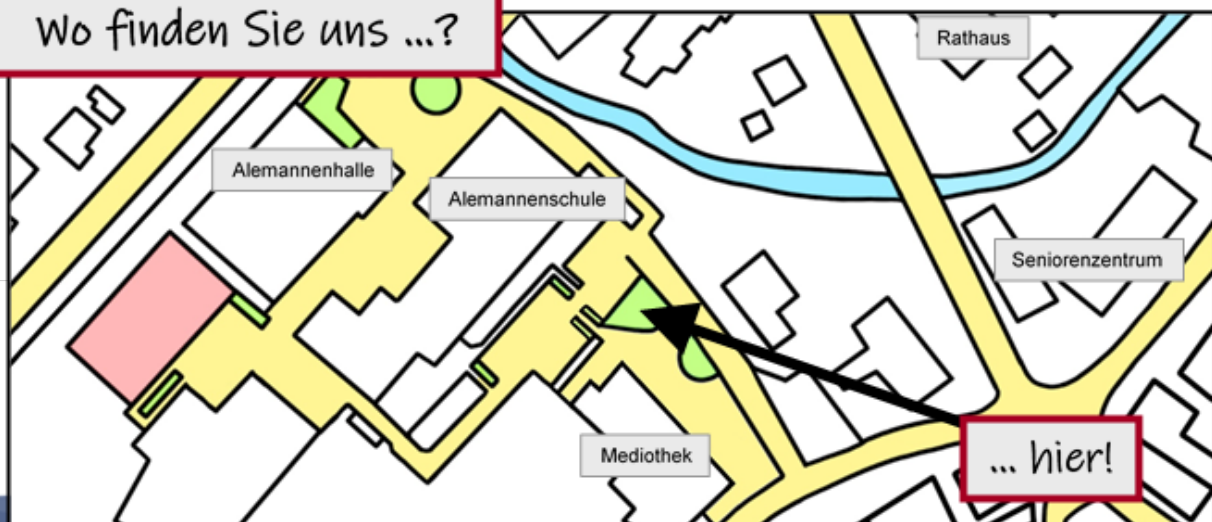 Wo finden Sie uns ...?
Rathaus
Alemannenhalle
Alemannenschule
Seniorenzentrum
Mediothek
... hier!